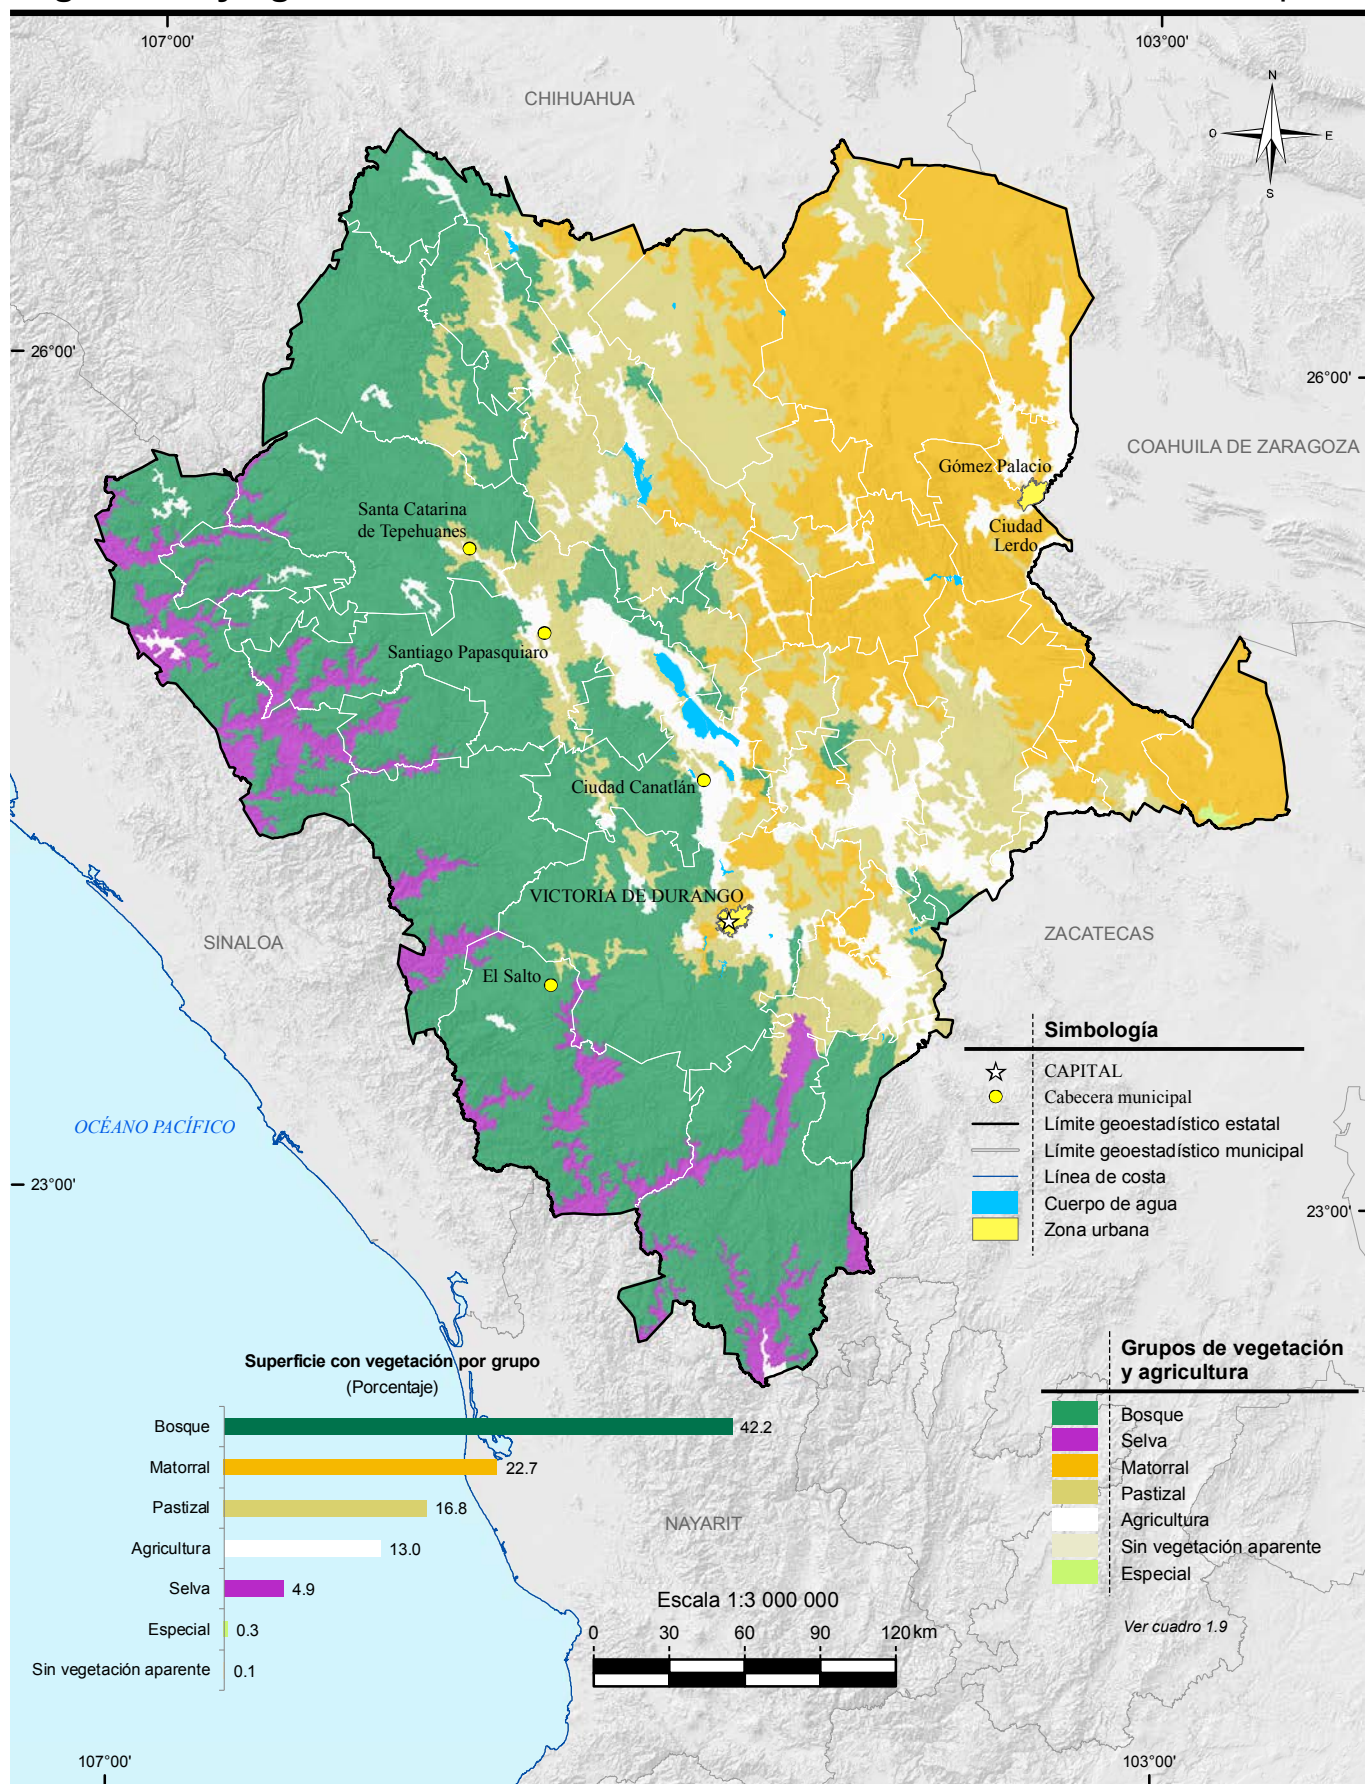 107°00'
103°00'
CHIHUAHUA
N
O
E
S
26°00'
26°00'
COAHUILA DE ZARAGOZA
Gómez Palacio
Ciudad
Lerdo
Santa Catarina
de Tepehuanes
Santiago Papasquiaro
Ciudad Canatlán
VICTORIA DE DURANGO
SINALOA
ZACATECAS
El Salto
OCÉANO PACÍFICO
Simbología
CAPITAL
Cabecera municipal
Límite geoestadístico estatal
Límite geoestadístico municipal
Línea de costa
Cuerpo de agua
Zona urbana
23°00'
23°00'
Grupos de vegetación
y agricultura
Bosque
Selva
Matorral
Pastizal
Agricultura
Sin vegetación aparente
Especial
Ver cuadro 1.9
Superficie con vegetación por grupo
(Porcentaje)
Bosque 42.2
Matorral 22.7
Pastizal 16.8
Agricultura 13.0
Selva 4.9
Especial 0.3
Sin vegetación aparente 0.1
NAYARIT
Escala 1:3 000 000
0 30 60 90 120 km
107°00'
103°00'